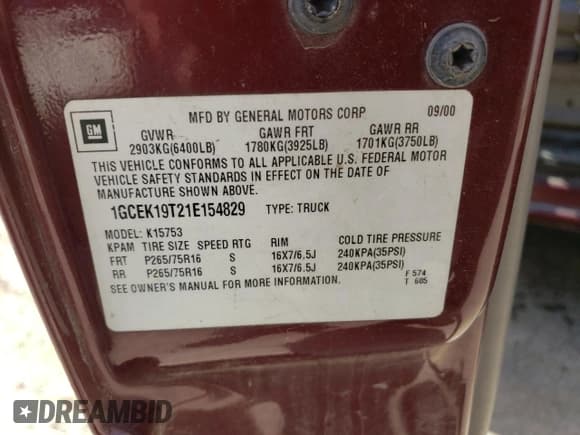 GM
MFD BY GENERAL MOTORS CORP 09/00
GVWR GAWR FRT GAWR RR
2903KG(6400LB) 1780KG(3925LB) 1701KG(3750LB)
THIS VEHICLE CONFORMS TO ALL APPLICABLE U.S. FEDERAL MOTOR
VEHICLE SAFETY STANDARDS IN EFFECT ON THE DATE OF
MANUFACTURE SHOWN ABOVE.
1GCEK19T21E154829 TYPE: TRUCK
MODEL: K15753
KPAM TIRE SIZE SPEED RTG RIM COLD TIRE PRESSURE
FRT P265/75R16 S 16X7/6.5J 240KPA(35PSI)
RR P265/75R16 S 16X7/6.5J 240KPA(35PSI)
SEE OWNER'S MANUAL FOR MORE INFORMATION.
F 574
T 605
DREAMBID